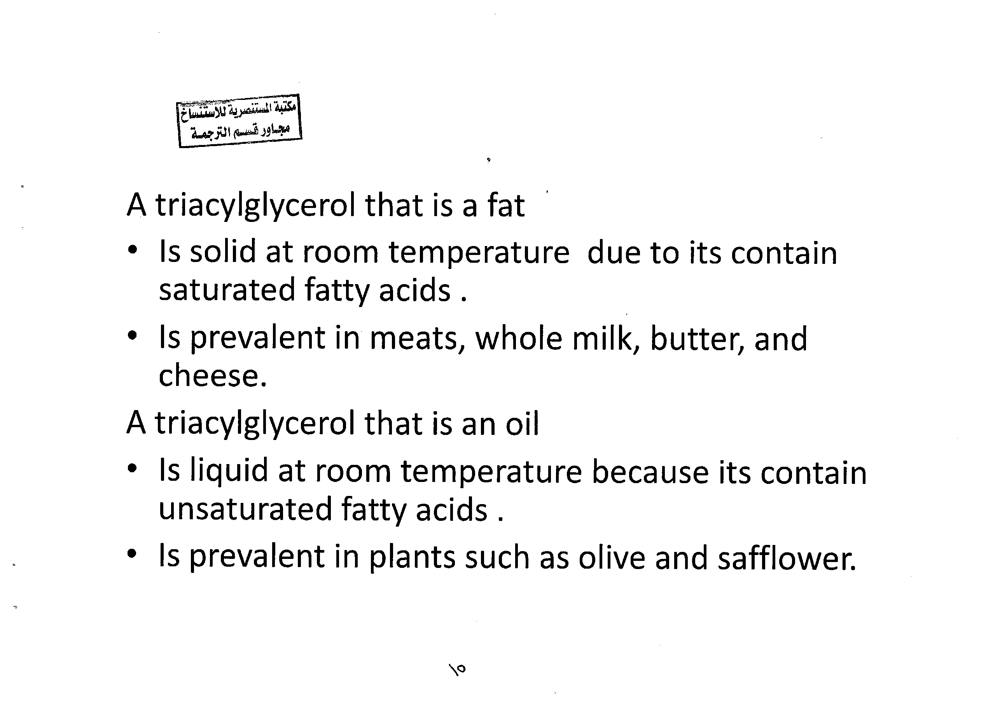 مكتبة المستنصرية للاستنساخ
مجاور قسم الترجمة
A triacylglycerol that is a fat
• Is solid at room temperature due to its contain
saturated fatty acids .
• Is prevalent in meats, whole milk, butter, and
cheese.
A triacylglycerol that is an oil
• Is liquid at room temperature because its contain
unsaturated fatty acids .
• Is prevalent in plants such as olive and safflower.
١٥